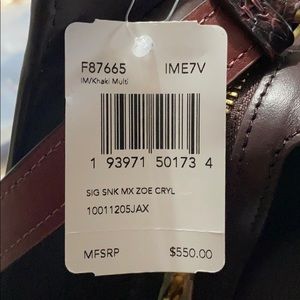 F87665 IME7V
IM/Khaki Multi
1 93971 50173 4
SIG SNK MX ZOE CRYL
10011205JAX
MFSRP $550.00